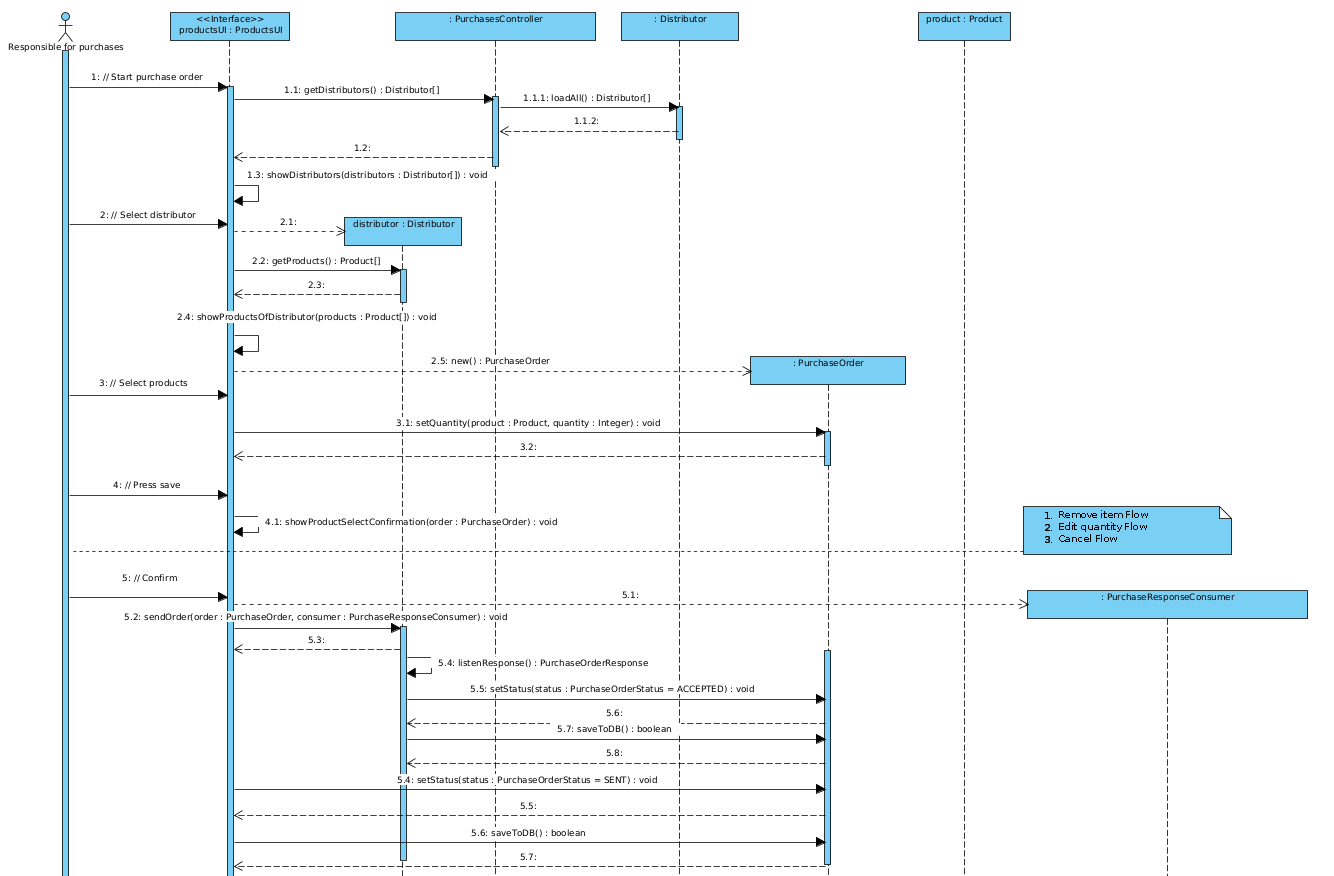 <<Interface>>
productsUI : ProductsUI
: PurchasesController
: Distributor
product : Product
Responsible for purchases
1: // Start purchase order
1.1: getDistributors() : Distributor[]
1.1.1: loadAll() : Distributor[]
1.1.2:
1.2:
1.3: showDistributors(distributors : Distributor[]) : void
2: // Select distributor
2.1:
distributor : Distributor
2.2: getProducts() : Product[]
2.3:
2.4: showProductsOfDistributor(products : Product[]) : void
2.5: new() : PurchaseOrder
: PurchaseOrder
3: // Select products
3.1: setQuantity(product : Product, quantity : Integer) : void
3.2:
4: // Press save
4.1: showProductSelectConfirmation(order : PurchaseOrder) : void
1. Remove item Flow
2. Edit quantity Flow
3. Cancel Flow
5: // Confirm
5.1:
: PurchaseResponseConsumer
5.2: sendOrder(order : PurchaseOrder, consumer : PurchaseResponseConsumer) : void
5.3:
5.4: listenResponse() : PurchaseOrderResponse
5.5: setStatus(status : PurchaseOrderStatus = ACCEPTED) : void
5.6:
5.7: saveToDB() : boolean
5.8:
5.4: setStatus(status : PurchaseOrderStatus = SENT) : void
5.5:
5.6: saveToDB() : boolean
5.7: